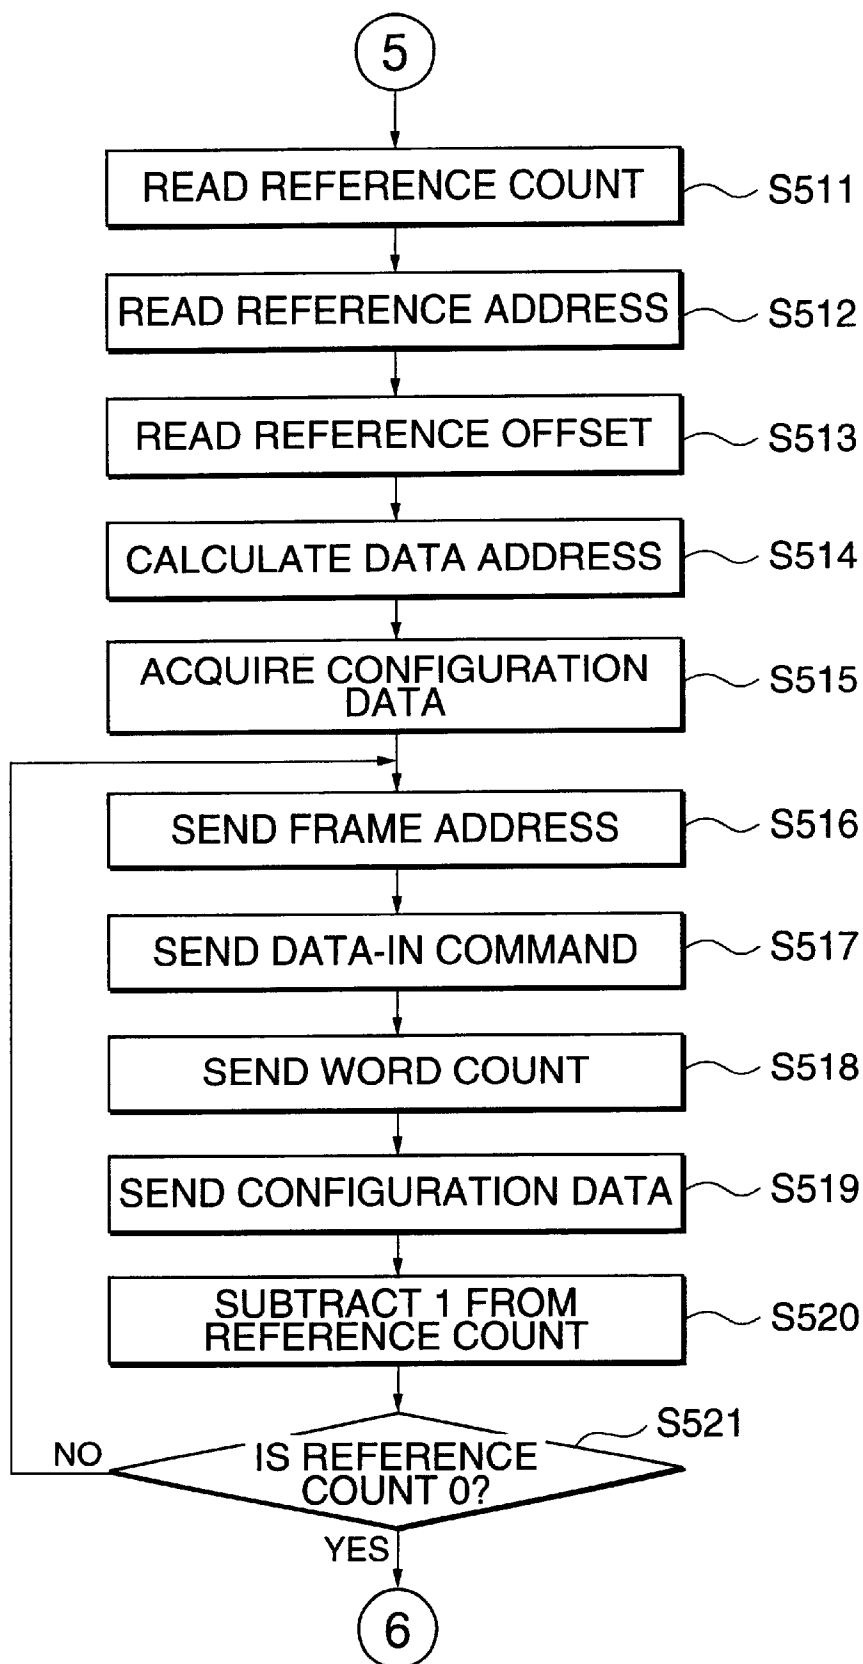 5
READ REFERENCE COUNT
S511
READ REFERENCE ADDRESS
S512
READ REFERENCE OFFSET
S513
CALCULATE DATA ADDRESS
S514
ACQUIRE CONFIGURATION
DATA
S515
SEND FRAME ADDRESS
S516
SEND DATA-IN COMMAND
S517
SEND WORD COUNT
S518
SEND CONFIGURATION DATA
S519
SUBTRACT 1 FROM
REFERENCE COUNT
S520
S521
NO
IS REFERENCE
COUNT 0?
YES
6